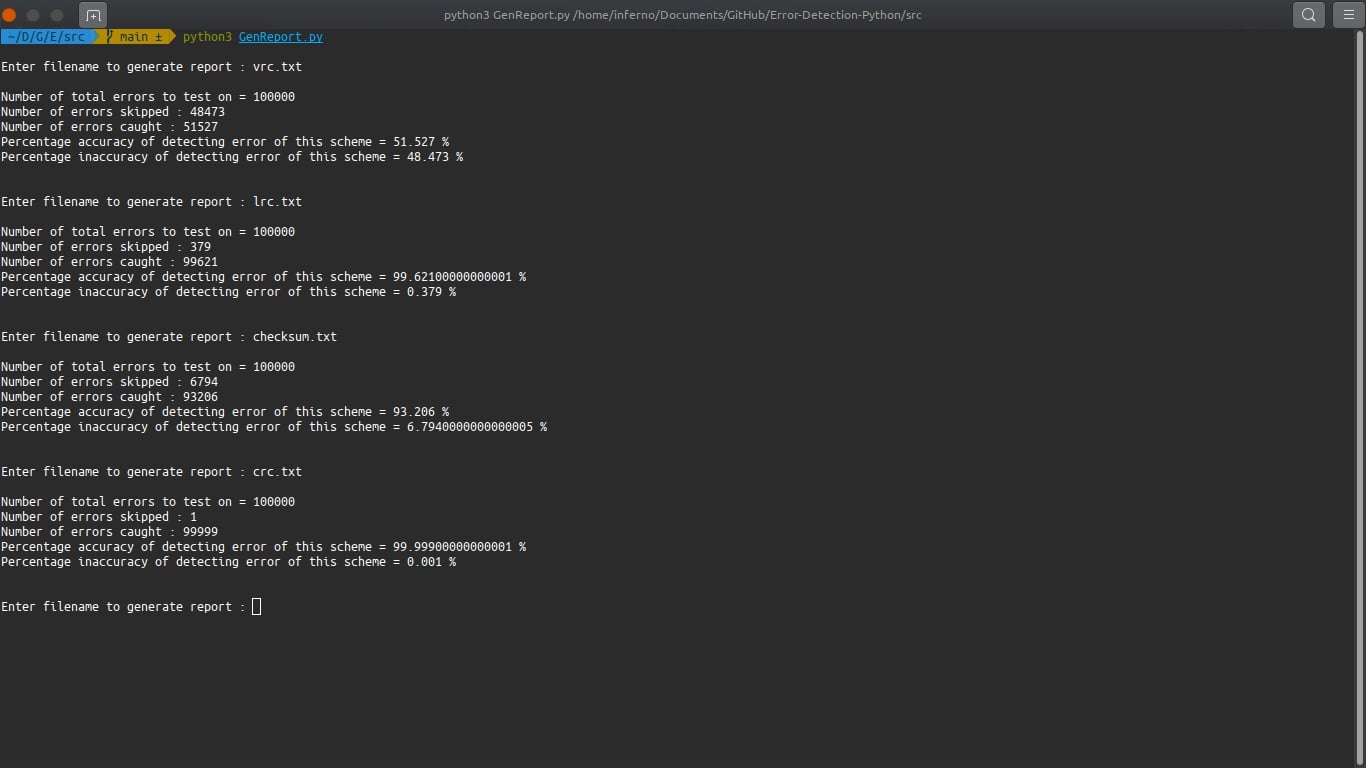 python3 GenReport.py /home/inferno/Documents/GitHub/Error-Detection-Python/src
~/D/G/E/src main ± python3 GenReport.py
Enter filename to generate report : vrc.txt
Number of total errors to test on = 100000
Number of errors skipped : 48473
Number of errors caught : 51527
Percentage accuracy of detecting error of this scheme = 51.527 %
Percentage inaccuracy of detecting error of this scheme = 48.473 %
Enter filename to generate report : lrc.txt
Number of total errors to test on = 100000
Number of errors skipped : 379
Number of errors caught : 99621
Percentage accuracy of detecting error of this scheme = 99.62100000000001 %
Percentage inaccuracy of detecting error of this scheme = 0.379 %
Enter filename to generate report : checksum.txt
Number of total errors to test on = 100000
Number of errors skipped : 6794
Number of errors caught : 93206
Percentage accuracy of detecting error of this scheme = 93.206 %
Percentage inaccuracy of detecting error of this scheme = 6.7940000000000005 %
Enter filename to generate report : crc.txt
Number of total errors to test on = 100000
Number of errors skipped : 1
Number of errors caught : 99999
Percentage accuracy of detecting error of this scheme = 99.99900000000001 %
Percentage inaccuracy of detecting error of this scheme = 0.001 %
Enter filename to generate report :